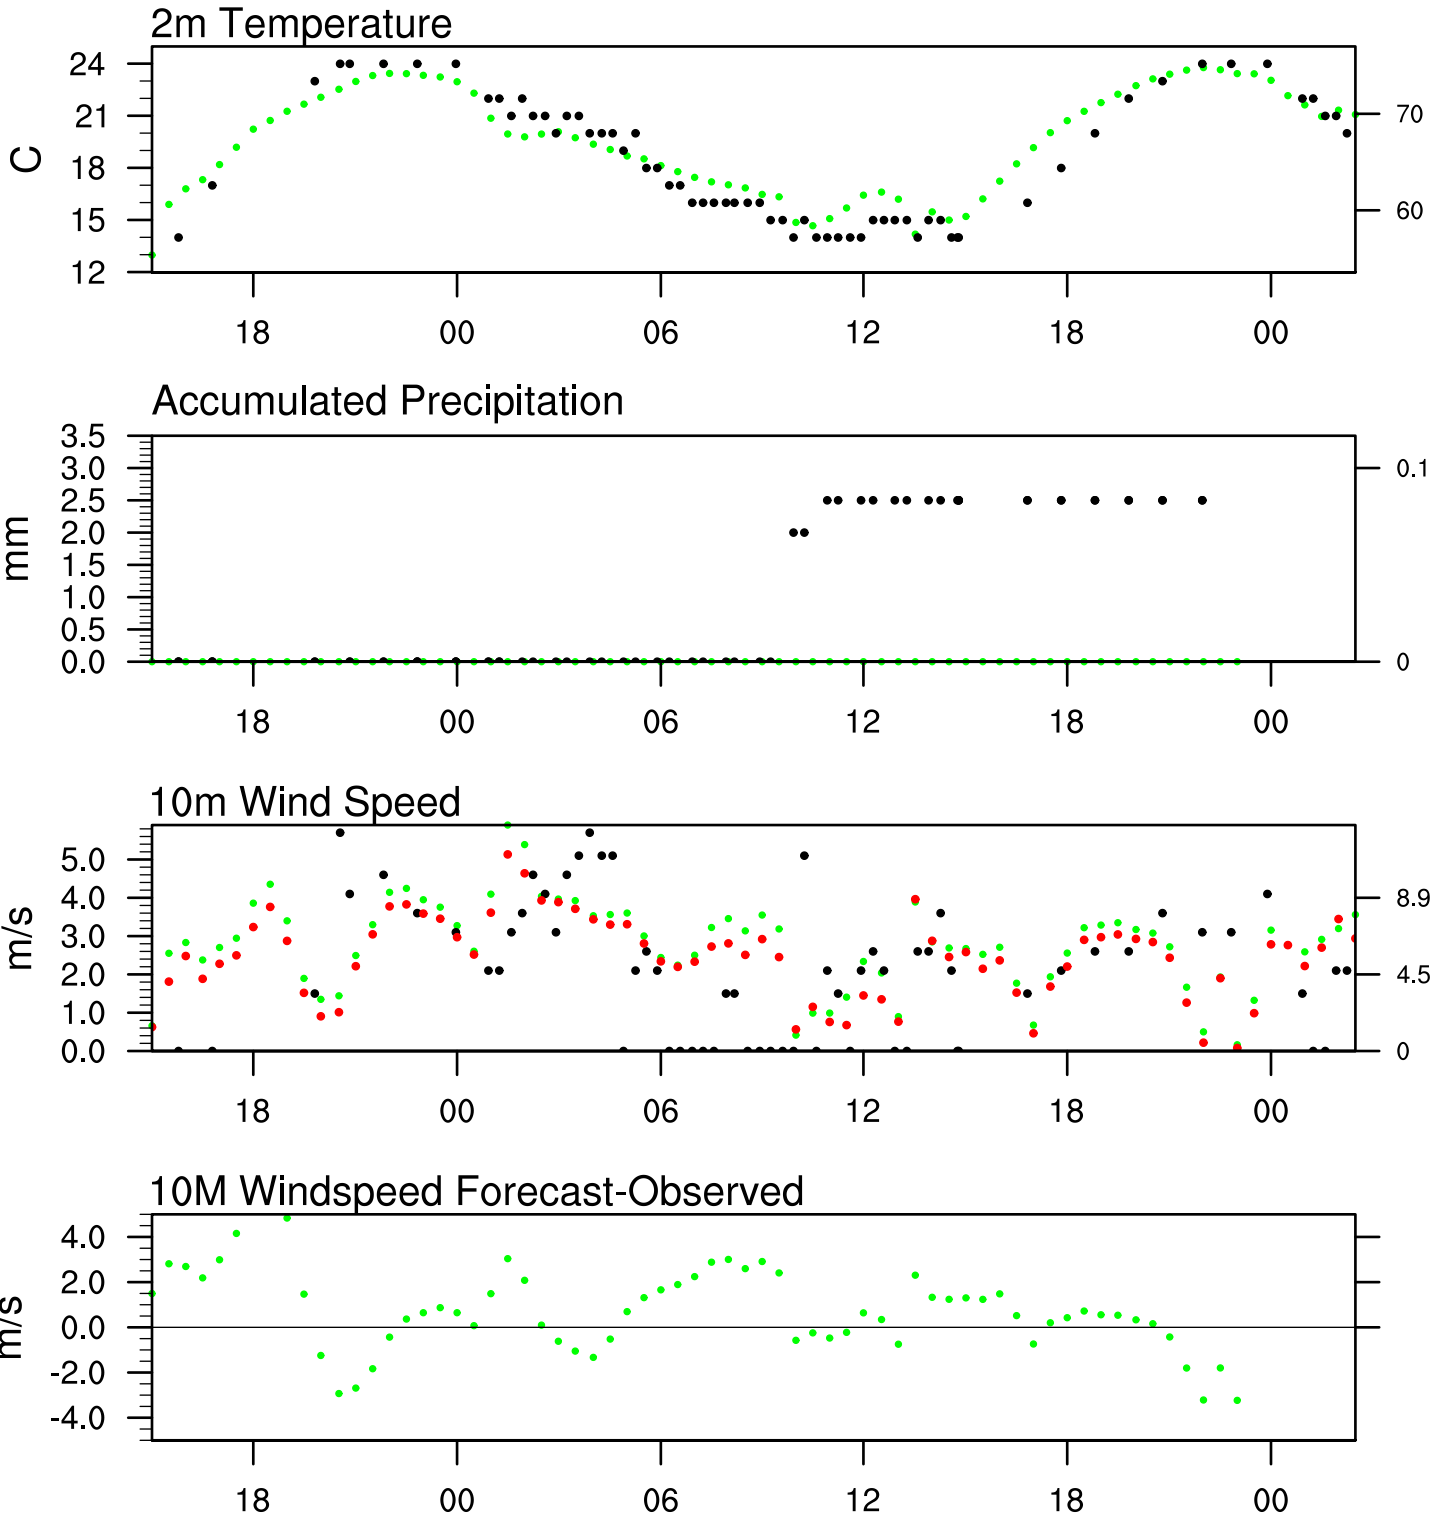 2m Temperature
24
21
18
15
12
C
70
60
18 00 06 12 18 00
Accumulated Precipitation
3.5
3.0
2.5
2.0
1.5
1.0
0.5
0.0
mm
0.1
0
18 00 06 12 18 00
10m Wind Speed
5.0
4.0
3.0
2.0
1.0
0.0
m/s
8.9
4.5
0
18 00 06 12 18 00
10M Windspeed Forecast-Observed
4.0
2.0
0.0
-2.0
-4.0
m/s
18 00 06 12 18 00